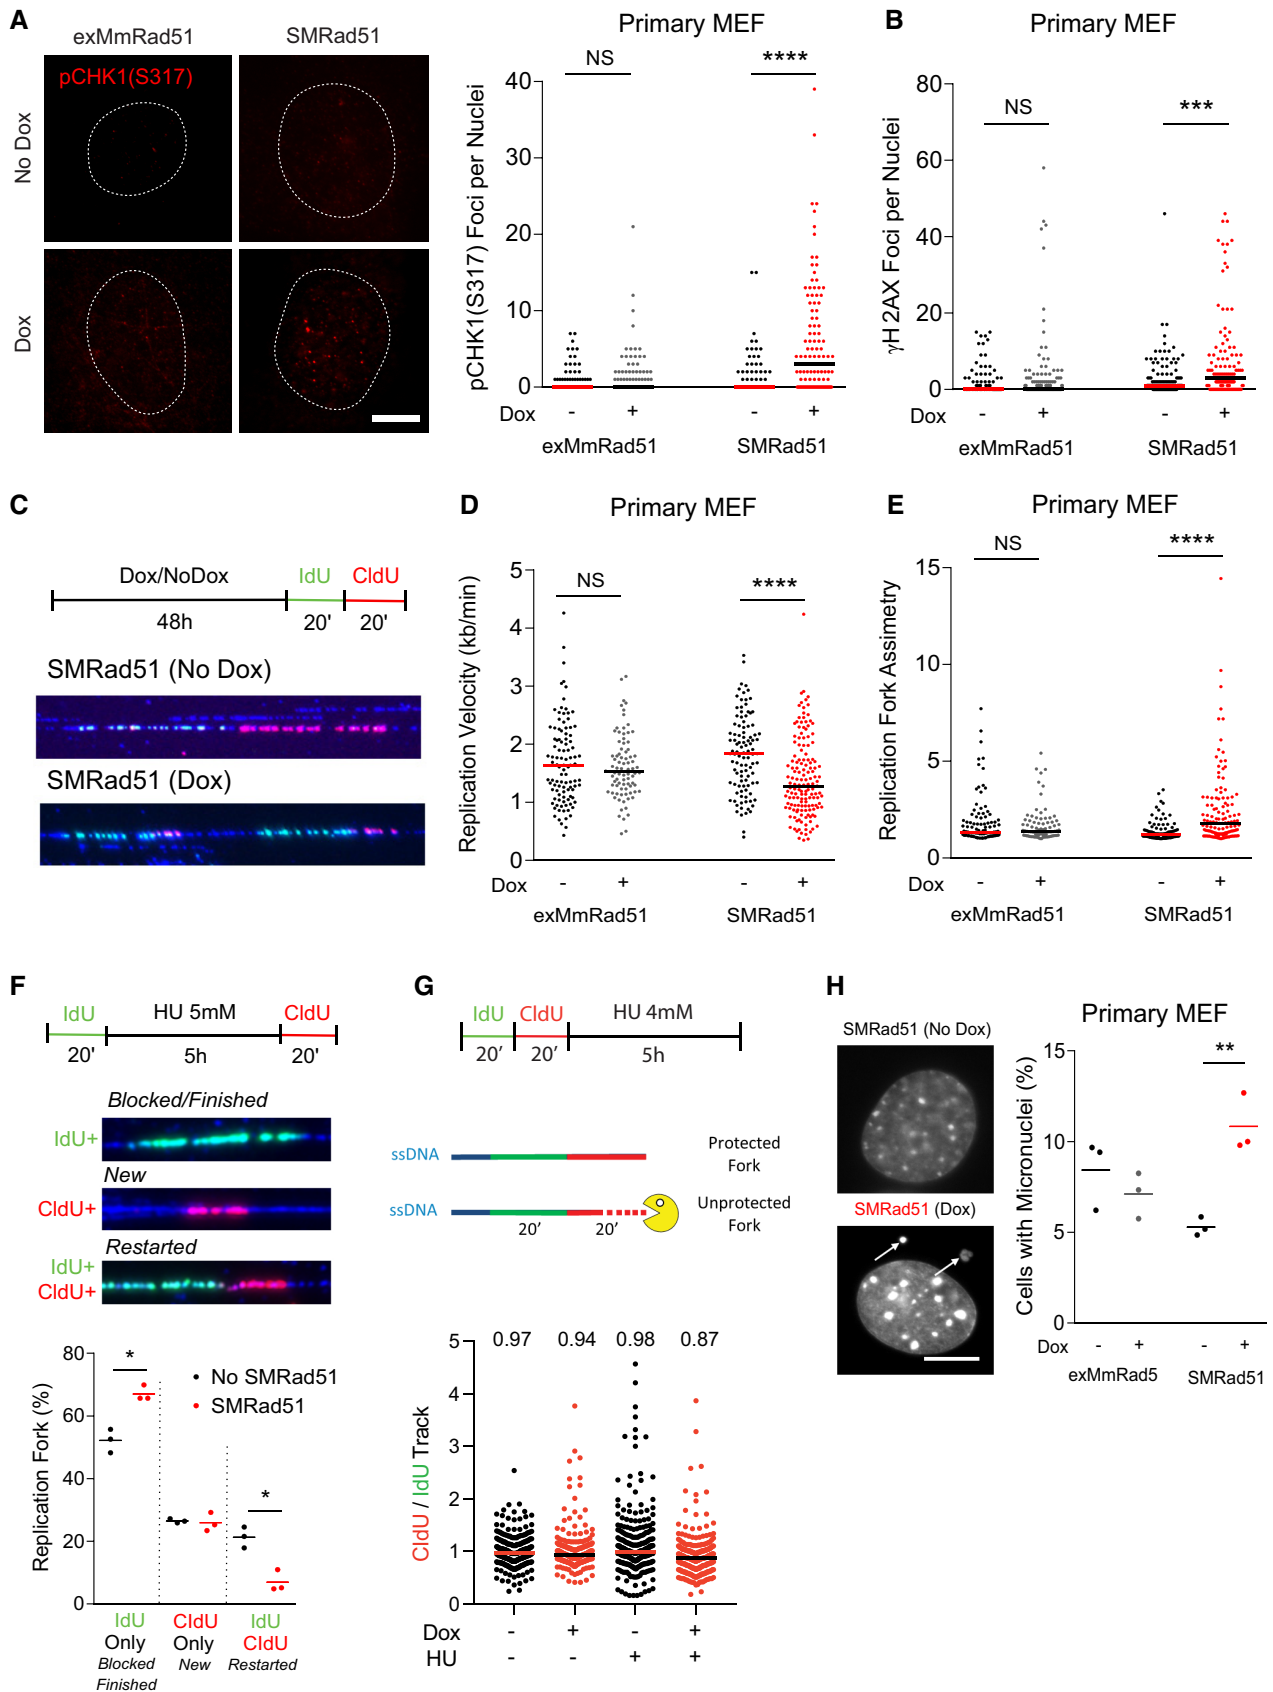 A
exMmRad51
SMRad51
pCHK1(S317)
No Dox
Dox
Primary MEF
NS
****
pCHK1(S317) Foci per Nuclei
40
30
20
10
0
Dox
-
+
-
+
exMmRad51
SMRad51
B
Primary MEF
NS
***
γH 2AX Foci per Nuclei
80
60
40
20
0
Dox
-
+
-
+
exMmRad51
SMRad51
C
Dox/NoDox
IdU
CldU
48h
20'
20'
SMRad51 (No Dox)
SMRad51 (Dox)
D
Primary MEF
NS
****
Replication Velocity (kb/min)
5
4
3
2
1
0
Dox
-
+
-
+
exMmRad51
SMRad51
E
Primary MEF
NS
****
Replication Fork Assimetry
15
10
5
0
Dox
-
+
-
+
exMmRad51
SMRad51
F
IdU
HU 5mM
CldU
20'
5h
20'
Blocked/Finished
IdU+
New
CldU+
Restarted
IdU+
CldU+
Replication Fork (%)
80
60
40
20
0
*
*
No SMRad51
SMRad51
IdU
Only
Blocked
Finished
CldU
Only
New
IdU
CldU
Restarted
G
IdU
CldU
HU 4mM
20'
20'
5h
ssDNA
Protected
Fork
ssDNA
Unprotected
Fork
20'
20'
CldU / IdU Track
5
4
3
2
1
0
0.97
0.94
0.98
0.87
Dox
-
+
-
+
HU
-
-
+
+
H
SMRad51 (No Dox)
SMRad51 (Dox)
Primary MEF
**
Cells with Micronuclei (%)
15
10
5
0
Dox
-
+
-
+
exMmRad5
SMRad51